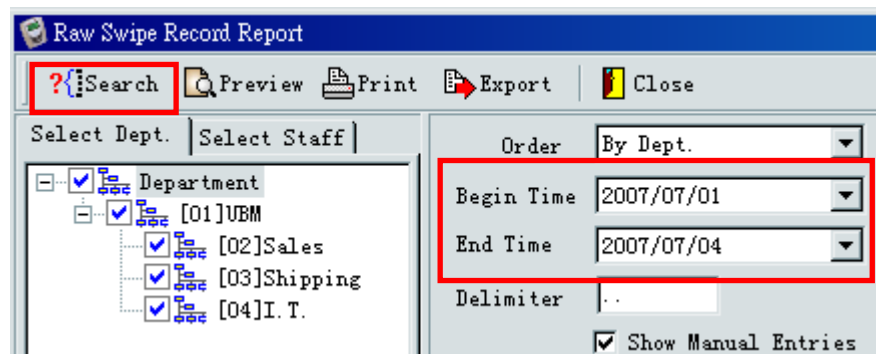 Raw Swipe Record Report
?{Search Preview Print Export Close
Select Dept. Select Staff
Order By Dept.
Department
Begin Time 2007/07/01
[01]UBM
End Time 2007/07/04
[02]Sales
[03]Shipping
Delimiter ..
[04]I.T.
Show Manual Entries